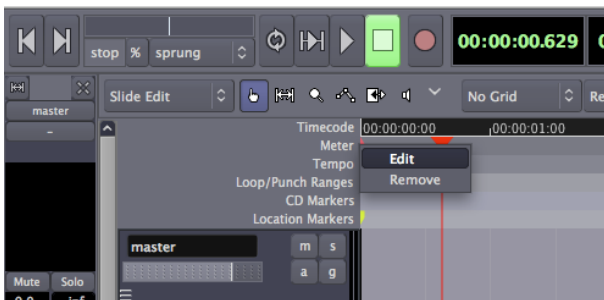 stop % sprung
00:00:00.629
Slide Edit No Grid Re
master
-
Timecode 00:00:00:00 00:00:01:00
Meter
Edit
Tempo
Remove
Loop/Punch Ranges
CD Markers
Location Markers
master m s
a g
Mute Solo